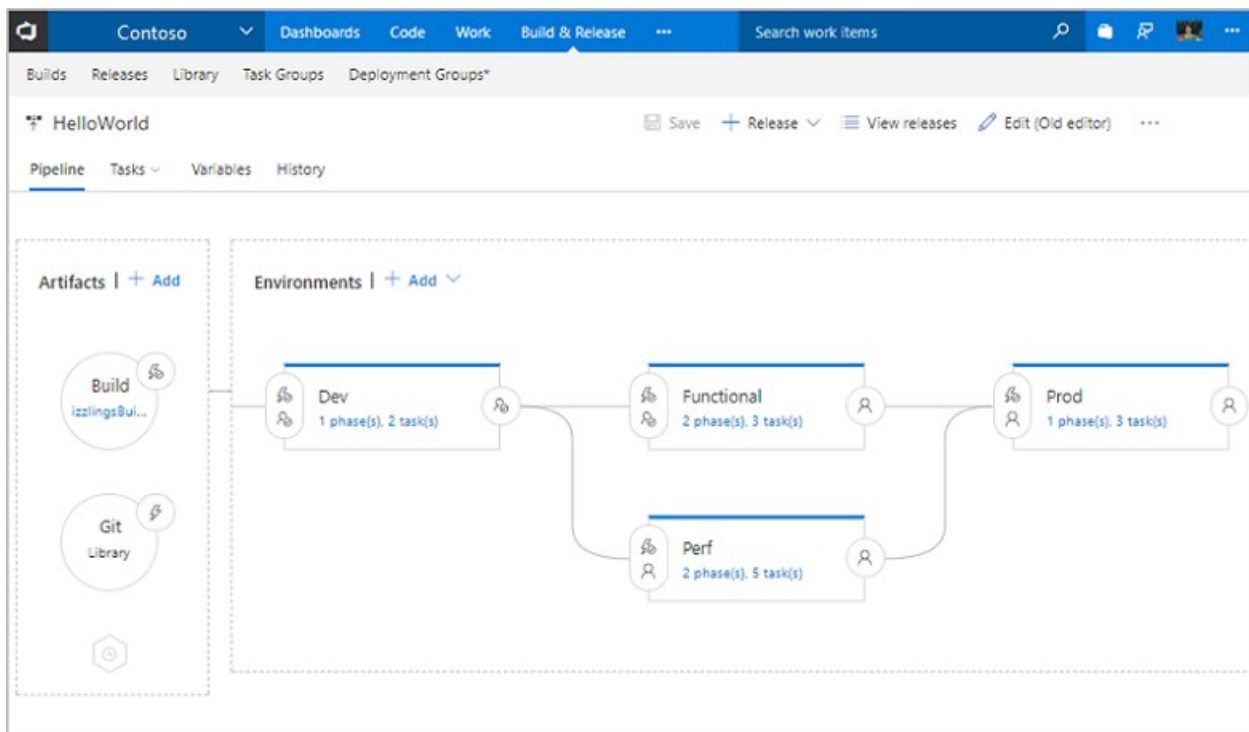 Contoso Dashboards Code Work Build & Release ... Search work items ...
Builds Releases Library Task Groups Deployment Groups*
HelloWorld Save + Release View releases Edit (Old editor) ...
Pipeline Tasks Variables History
Artifacts | + Add
Environments | + Add
Build
izzlingsBui...
Git
Library
Dev
1 phase(s), 2 task(s)
Functional
2 phase(s), 3 task(s)
Perf
2 phase(s), 5 task(s)
Prod
1 phase(s), 3 task(s)